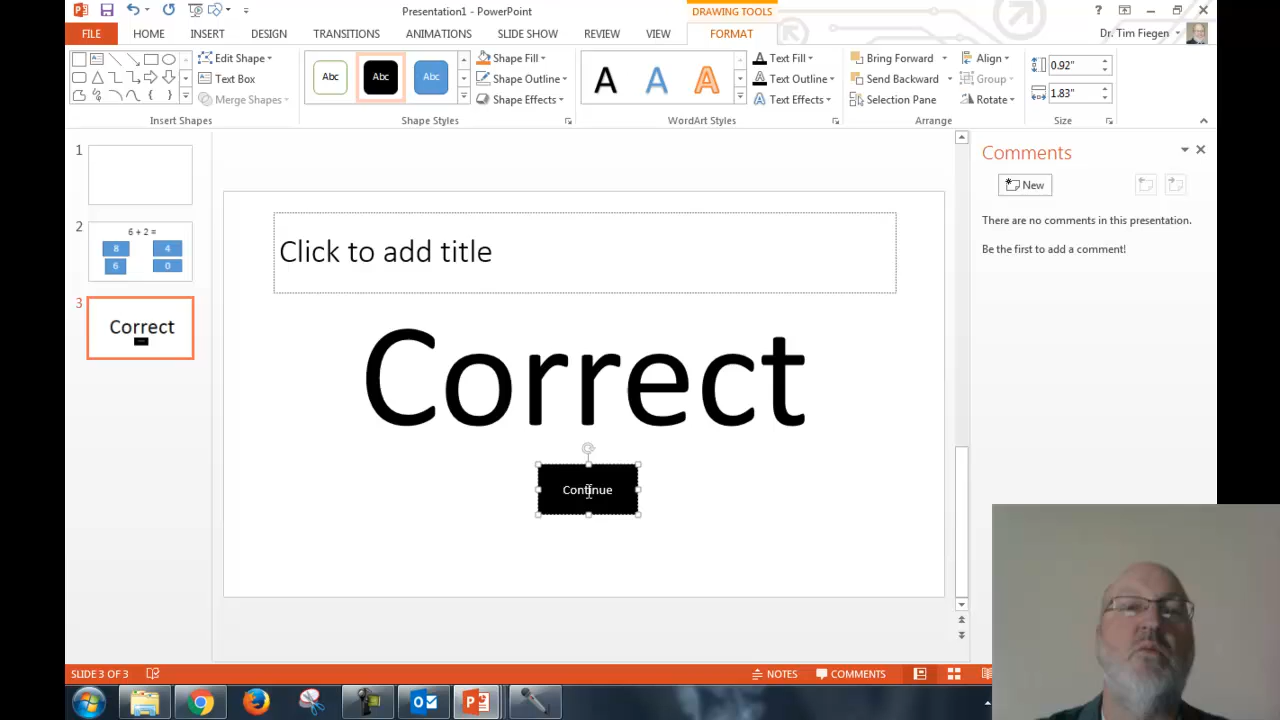 Presentation1 - PowerPoint
DRAWING TOOLS
?
FILE
HOME
INSERT
DESIGN
TRANSITIONS
ANIMATIONS
SLIDE SHOW
REVIEW
VIEW
FORMAT
Dr. Tim Fiegen
Edit Shape
Text Box
Merge Shapes
Insert Shapes
Abc
Abc
Abc
Shape Fill
Shape Outline
Shape Effects
Shape Styles
A
A
A
Text Fill
Text Outline
Text Effects
WordArt Styles
Bring Forward
Send Backward
Selection Pane
Align
Group
Rotate
Arrange
0.92"
1.83"
Size
1
2
6 + 2 =
8
4
6
0
3
Correct
Click to add title
Correct
Continue
Comments
New
There are no comments in this presentation.
Be the first to add a comment!
SLIDE 3 OF 3
NOTES
COMMENTS